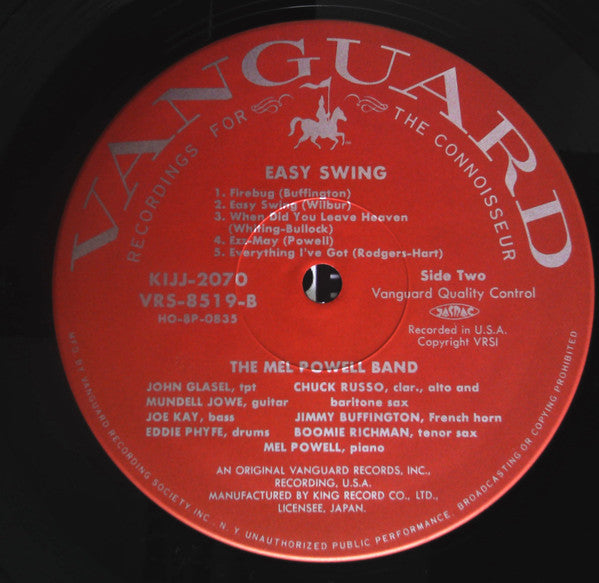 VANGUARD
RECORDINGS FOR THE CONNOISSEUR
EASY SWING
1. Firebug (Buffington)
2. Easy Swing (Wilbur)
3. When Did You Leave Heaven
(Whiting-Bullock)
4. Exx-May (Powell)
5. Everything I've Got (Rodgers-Hart)
KIJJ-2070
VRS-8519-B
HO-8P-0835
Side Two
Vanguard Quality Control
JASRAC
Recorded in U.S.A.
Copyright VRSI
THE MEL POWELL BAND
JOHN GLASEL, tpt
MUNDELL JOWE, guitar
JOE KAY, bass
EDDIE PHYFE, drums
CHUCK RUSSO, clar., alto and
baritone sax
JIMMY BUFFINGTON, French horn
BOOMIE RICHMAN, tenor sax
MEL POWELL, piano
AN ORIGINAL VANGUARD RECORDS, INC.,
RECORDING, U.S.A.
MANUFACTURED BY KING RECORD CO., LTD.,
LICENSEE, JAPAN.
MFG. BY VANGUARD RECORDING SOCIETY INC., N. Y. UNAUTHORIZED PUBLIC PERFORMANCE, BROADCASTING OR COPYING PROHIBITED